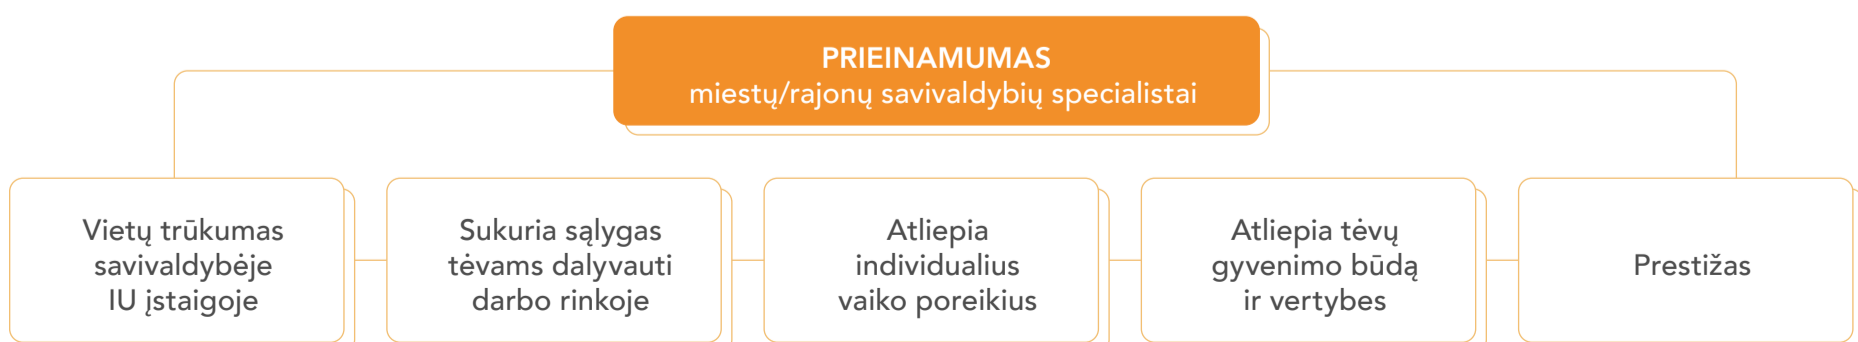 PRIEINAMUMAS
miestų/rajonų savivaldybių specialistai
Vietų trūkumas
savivaldybėje
IU įstaigoje
Sukuria sąlygas
tėvams dalyvauti
darbo rinkoje
Atliepia
individualius
vaiko poreikius
Atliepia tėvų
gyvenimo būdą
ir vertybes
Prestižas